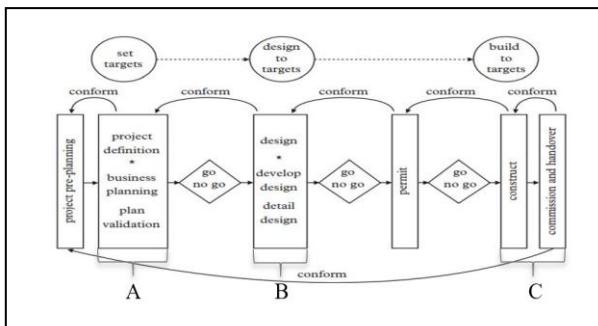 set
targets
design
to
targets
build
to
targets
conform
conform
conform
conform
conform
project pre-planning
project
definition
*
business
planning
plan
validation
go
no go
design
*
develop
design
detail
design
go
no go
permit
go
no go
construct
commission and handover
conform
A
B
C